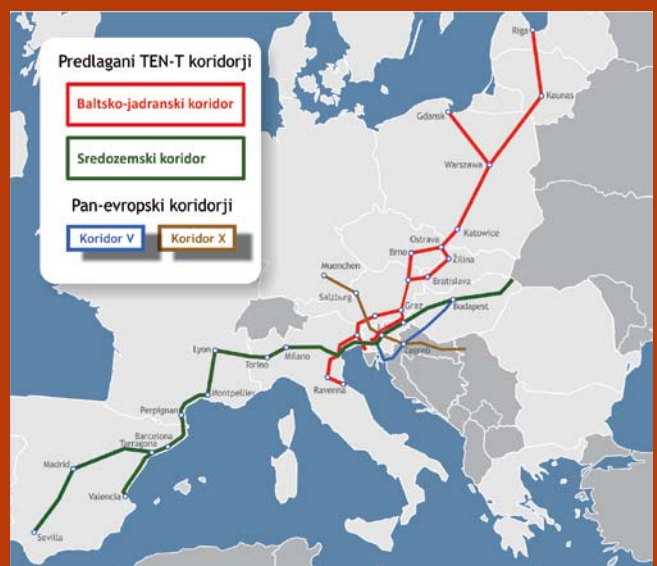 Predlagani TEN-T koridorji
Baltsko-jadranski koridor
Sredozemski koridor
Pan-evropski koridorji
Koridor V
Koridor X
Riga
Kaunas
Gdansk
Warszawa
Katowice
Ostrava
Brno
Žilina
Bratislava
Muenchen
Salzburg
Graz
Budapest
Zagreb
Lyon
Torino
Milano
Ravenna
Montpellier
Perpignan
Barcelona
Tarragona
Madrid
Valencia
Sevilla